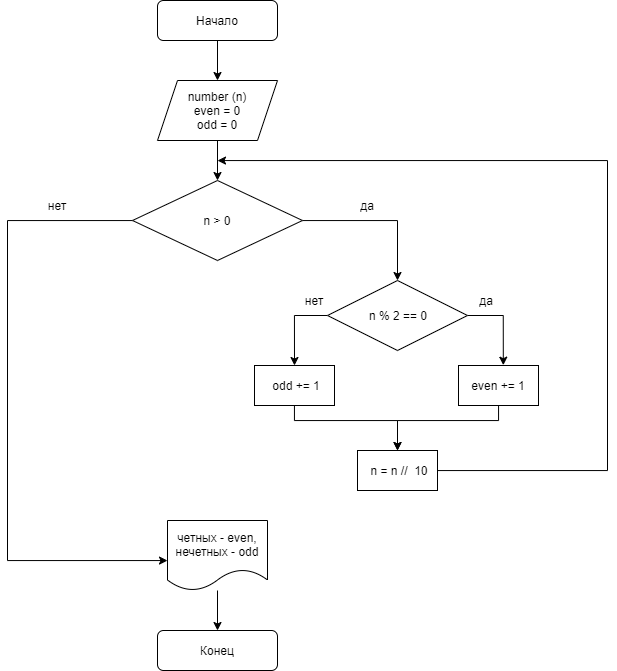 Начало
number (n)
even = 0
odd = 0
нет
да
n > 0
нет
да
n % 2 == 0
odd += 1
even += 1
n = n // 10
четных - even,
нечетных - odd
Конец